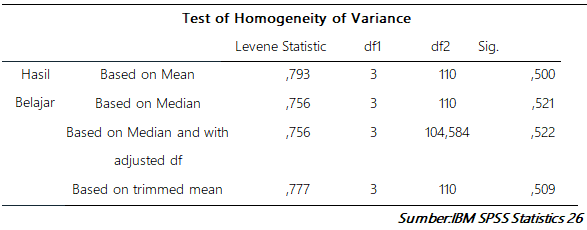 Test of Homogeneity of Variance
Levene Statistic df1 df2 Sig.
Hasil Based on Mean ,793 3 110 ,500
Belajar Based on Median ,756 3 110 ,521
Based on Median and with ,756 3 104,584 ,522
adjusted df
Based on trimmed mean ,777 3 110 ,509
Sumber:IBM SPSS Statistics 26